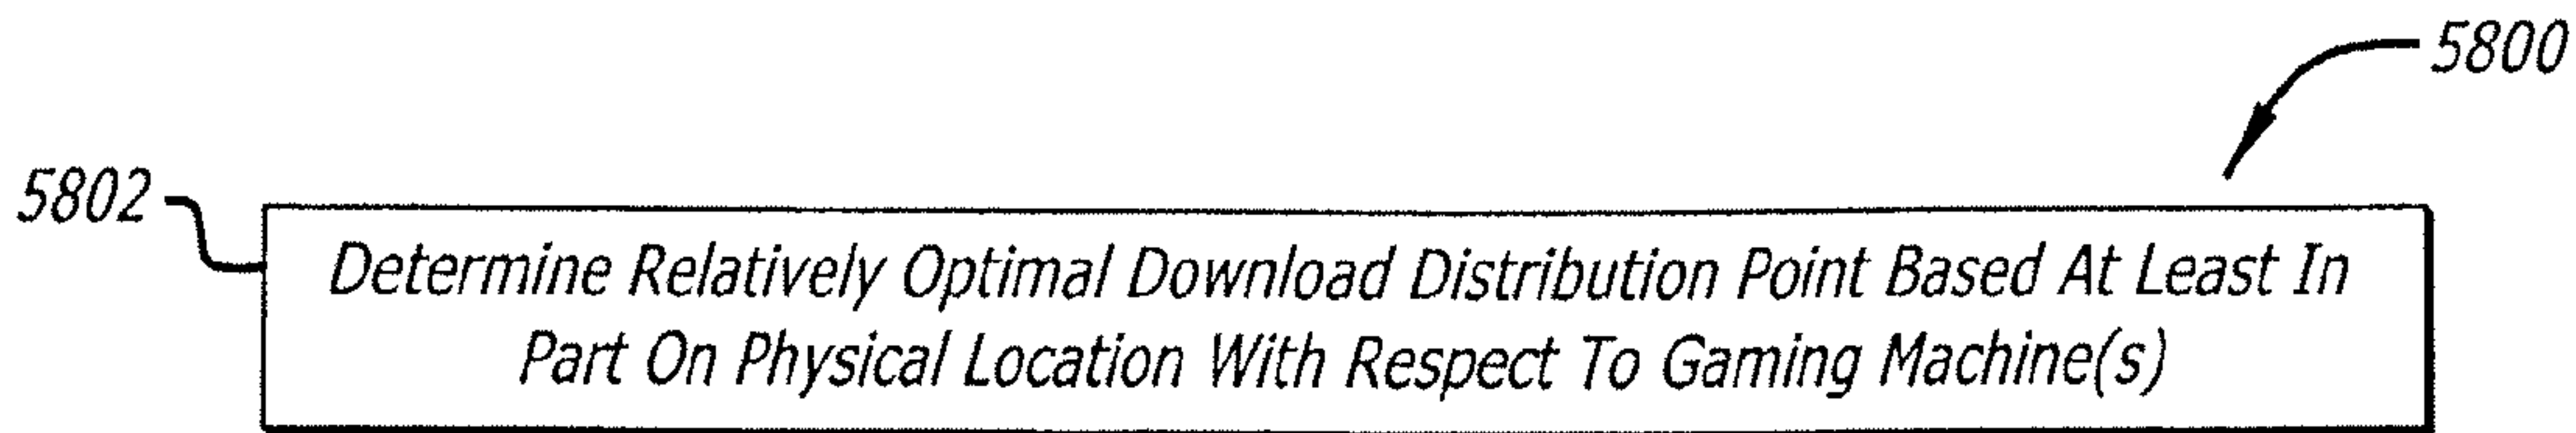 5800
5802
Determine Relatively Optimal Download Distribution Point Based At Least In
Part On Physical Location With Respect To Gaming Machine(s)